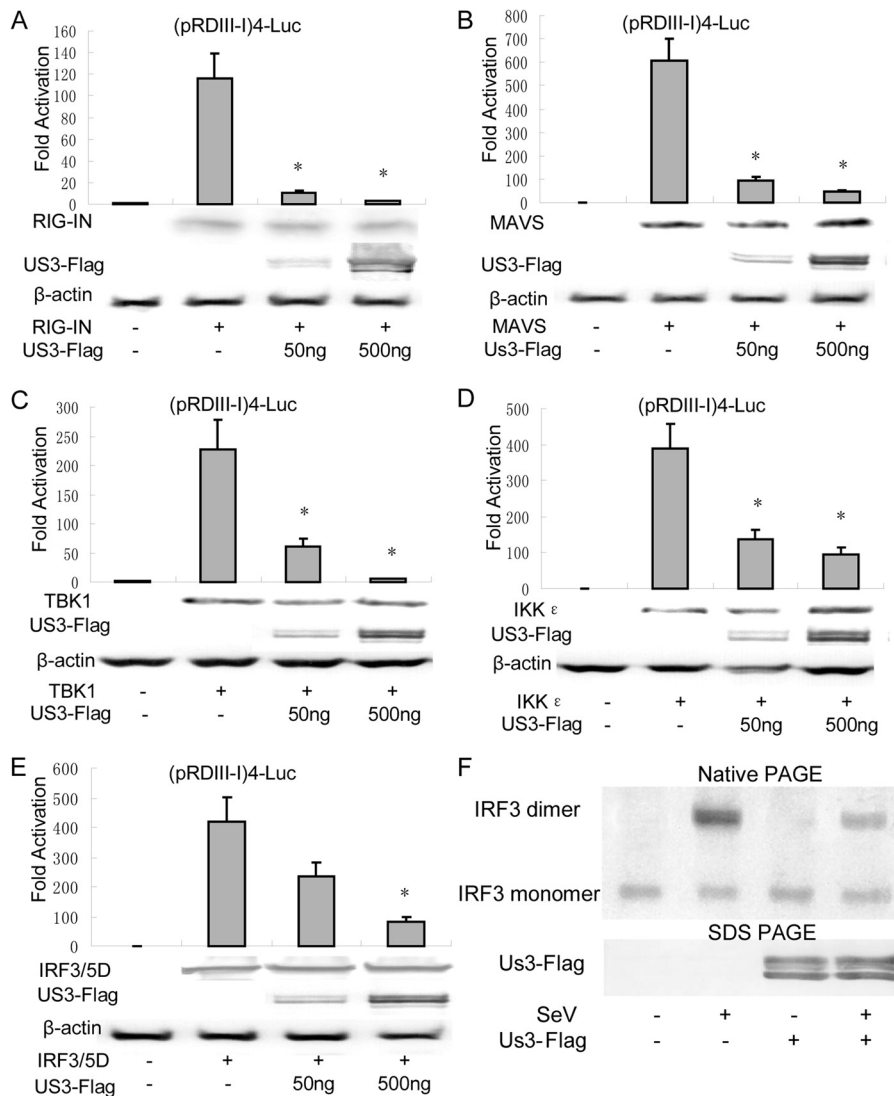 A
(pRDIII-I)4-Luc
Fold Activation
160
140
120
100
80
60
40
20
0
*
*
RIG-IN
US3-Flag
β-actin
RIG-IN - + + +
US3-Flag - - 50ng 500ng
B
(pRDIII-I)4-Luc
Fold Activation
800
700
600
500
400
300
200
100
0
*
*
MAVS
US3-Flag
β-actin
MAVS - + + +
Us3-Flag - - 50ng 500ng
C
(pRDIII-I)4-Luc
Fold Activation
300
250
200
150
100
50
0
*
*
TBK1
US3-Flag
β-actin
TBK1 - + + +
US3-Flag - - 50ng 500ng
D
(pRDIII-I)4-Luc
Fold Activation
500
400
300
200
100
0
*
*
IKK ε
US3-Flag
β-actin
IKK ε - + + +
US3-Flag - - 50ng 500ng
E
(pRDIII-I)4-Luc
Fold Activation
600
500
400
300
200
100
0
*
IRF3/5D
US3-Flag
β-actin
IRF3/5D - + + +
US3-Flag - - 50ng 500ng
F
Native PAGE
IRF3 dimer
IRF3 monomer
SDS PAGE
Us3-Flag
SeV - + - +
Us3-Flag - - + +